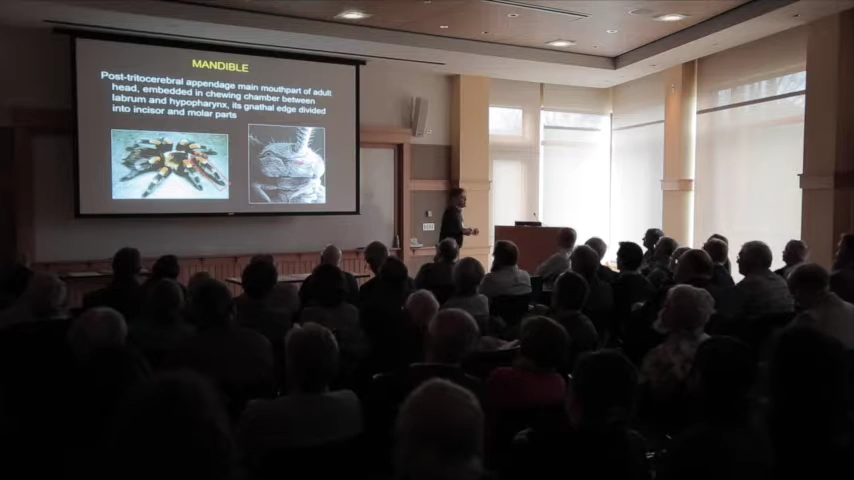 MANDIBLE
Post-tritocerebral appendage main mouthpart of adult
head, embedded in chewing chamber between
labrum and hypopharynx, its gnathal edge divided
into incisor and molar parts